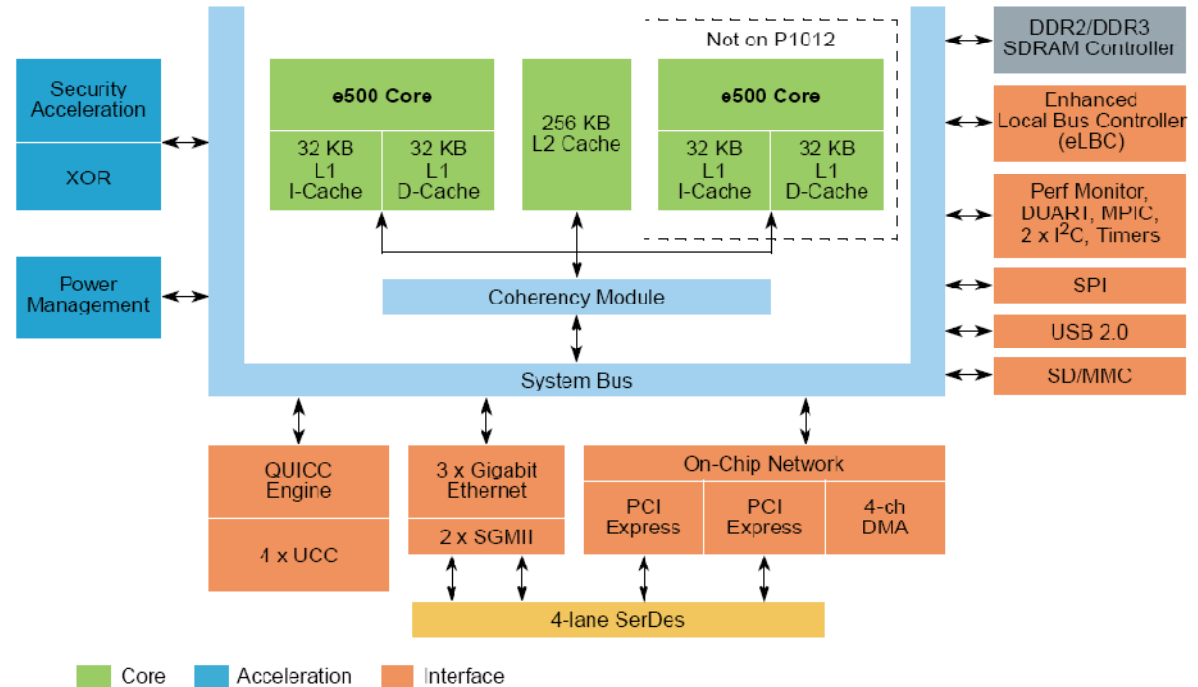 Not on P1012
DDR2/DDR3
SDRAM Controller
Security
Acceleration
XOR
e500 Core
32 KB
L1
I-Cache
32 KB
L1
D-Cache
256 KB
L2 Cache
e500 Core
32 KB
L1
I-Cache
32 KB
L1
D-Cache
Enhanced
Local Bus Controller
(eLBC)
Perf Monitor,
DUART, MPIC,
2 x I²C, Timers
Power
Management
Coherency Module
SPI
USB 2.0
SD/MMC
System Bus
QUICC
Engine
4 x UCC
3 x Gigabit
Ethernet
2 x SGMII
On-Chip Network
PCI
Express
PCI
Express
4-ch
DMA
4-lane SerDes
Core
Acceleration
Interface